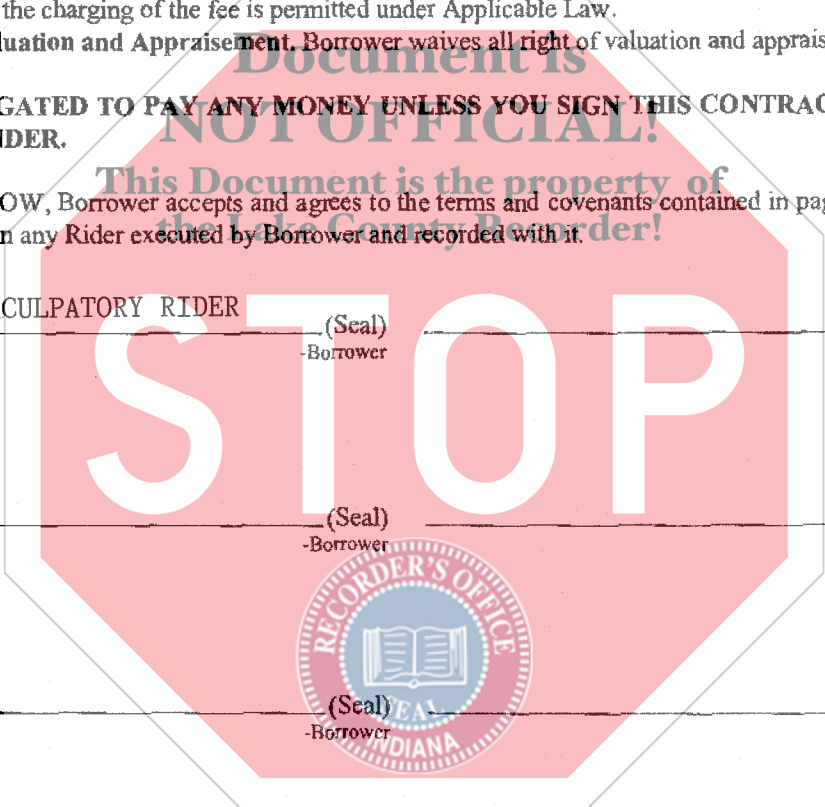 the charging of the fee is permitted under Applicable Law.
luation and Appraisement. Borrower waives all right of valuation and apprais
Document is
GATED TO PAY ANY MONEY UNLESS YOU SIGN THIS CONTRAC
NOT OFFICIAL!
DER.
This Document is the property of
OW, Borrower accepts and agrees to the terms and covenants contained in pag
n any Rider executed by Borrower and recorded with it.
the Lake County Recorder!
CULPATORY RIDER
(Seal)
-Borrower
STOP
(Seal)
-Borrower
RECORDER'S OFFICE
(Seal)
SEAL
-Borrower
INDIANA